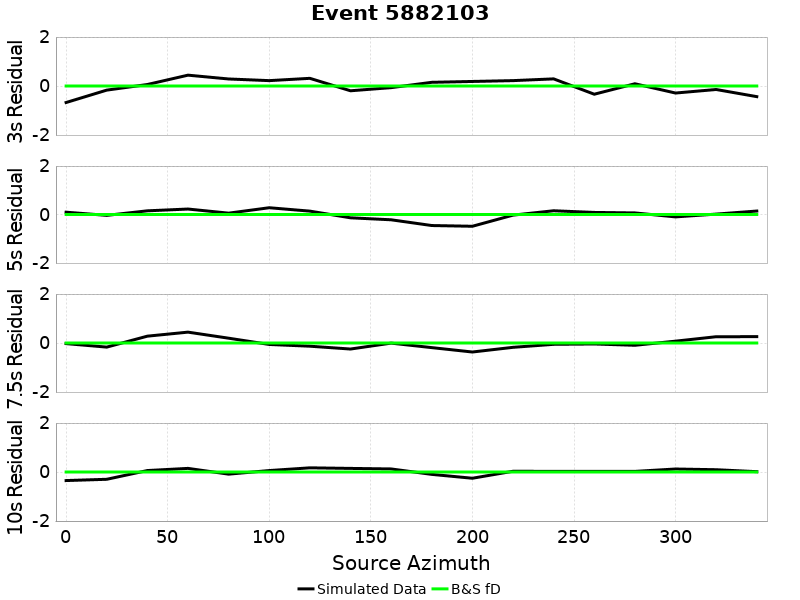 Event 5882103
3s Residual
2
0
-2
5s Residual
2
0
-2
7.5s Residual
2
0
-2
10s Residual
2
0
-2
0 50 100 150 200 250 300
Source Azimuth
Simulated Data B&S fD